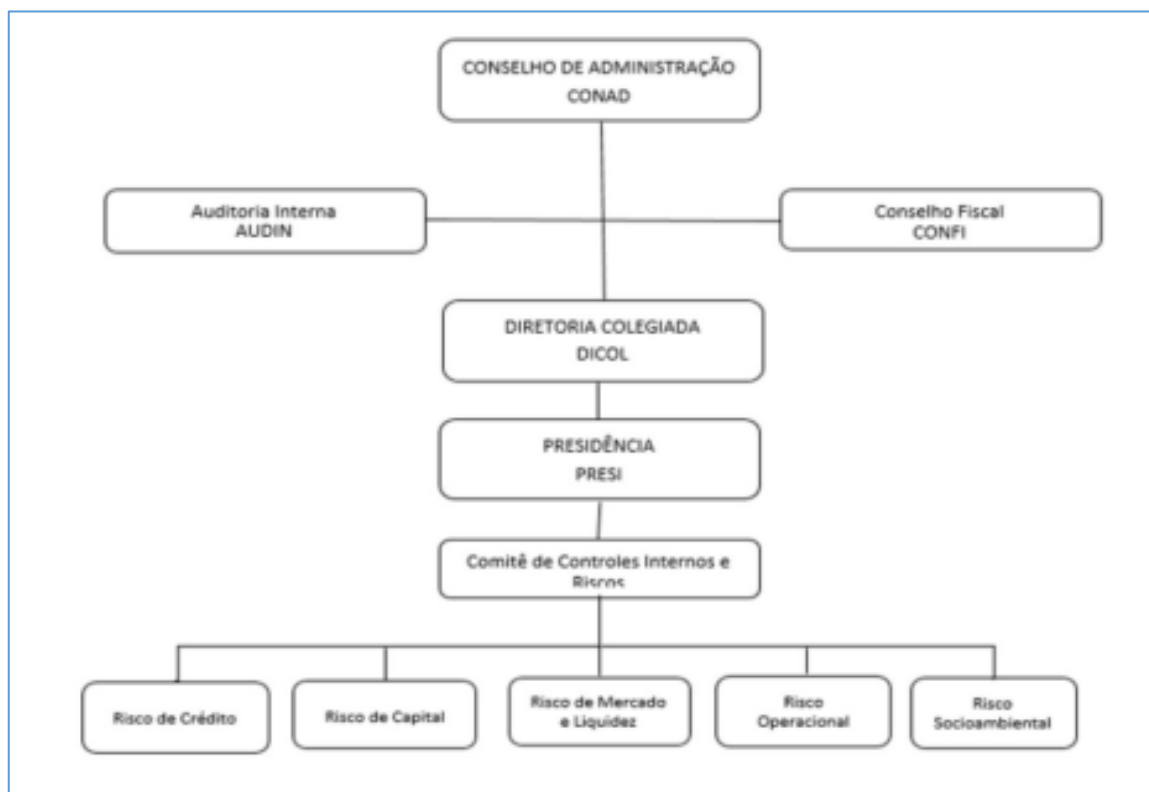 CONSELHO DE ADMINISTRAÇÃO
CONAD
Auditoria Interna
AUDIN
Conselho Fiscal
CONFI
DIRETORIA COLEGIADA
DICOL
PRESIDÊNCIA
PRESI
Comitê de Controles Internos e
Riscos
Risco de Crédito
Risco de Capital
Risco de Mercado
e Liquidez
Risco
Operacional
Risco
Socioambiental